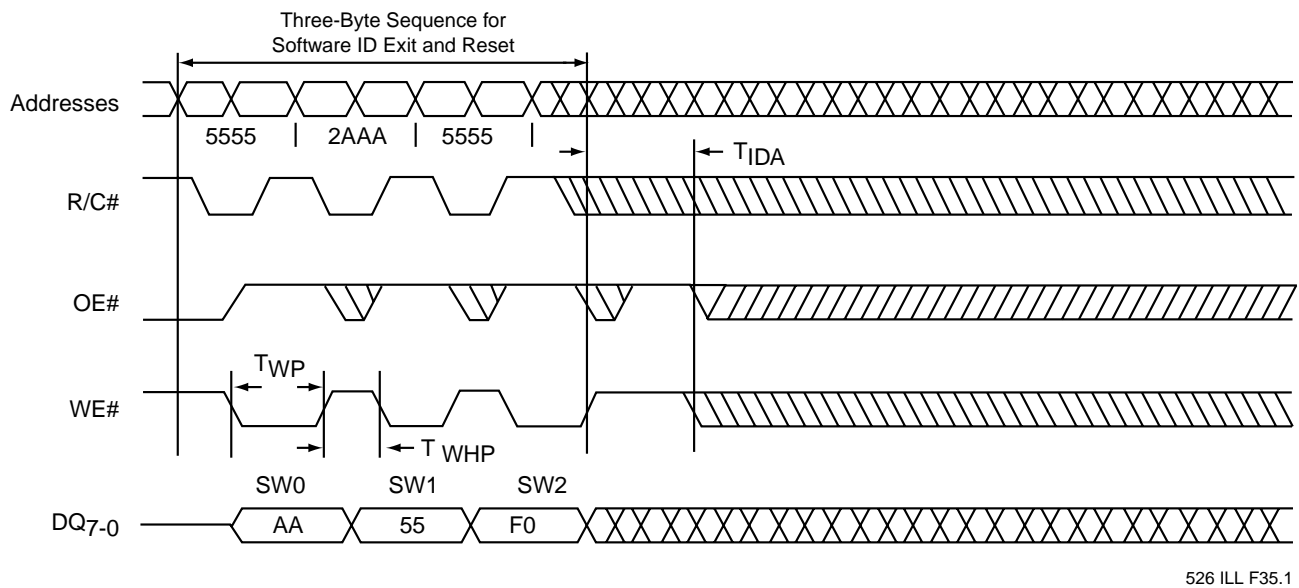 Three-Byte Sequence for
Software ID Exit and Reset
Addresses
5555 2AAA 5555
TIDA
R/C#
OE#
TWP
WE#
T WHP
SW0 SW1 SW2
DQ7-0 AA 55 F0
526 ILL F35.1